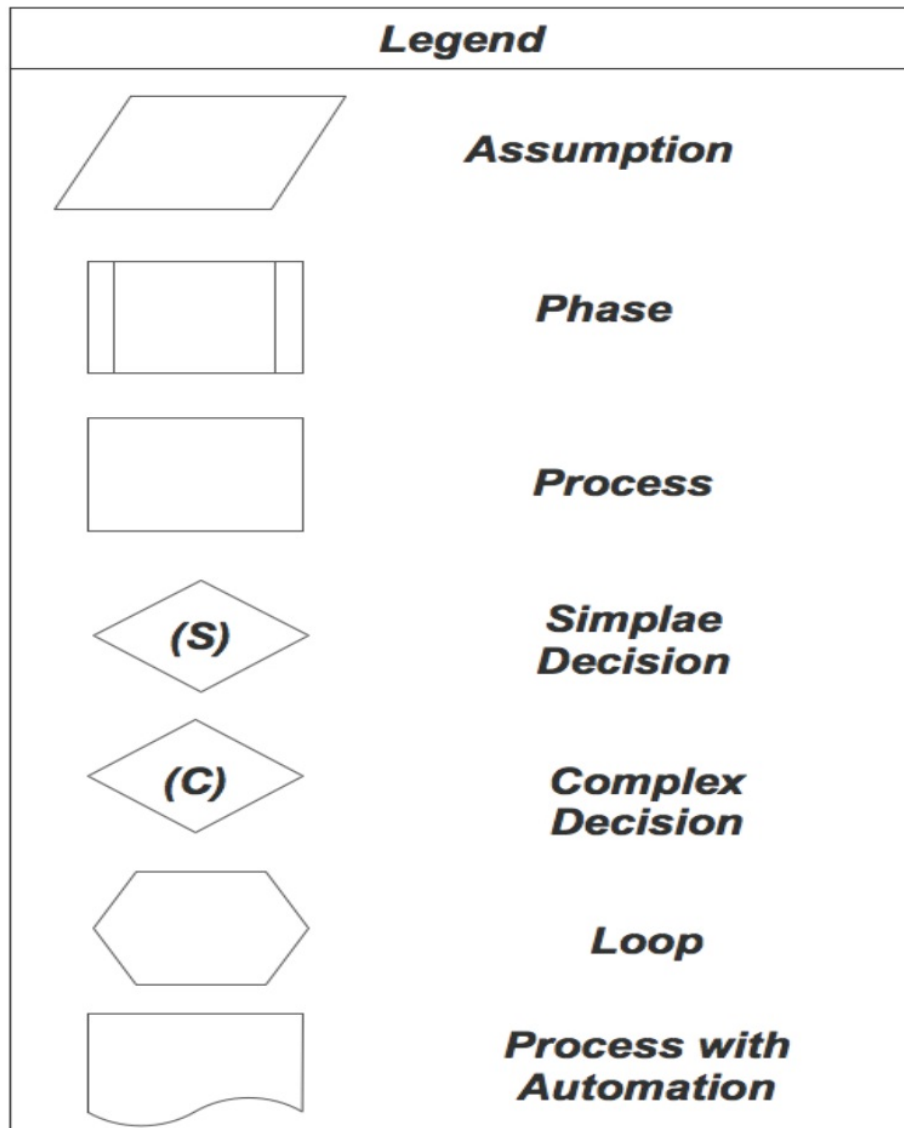 Legend
Assumption
Phase
Process
(S)
Simplae
Decision
(C)
Complex
Decision
Loop
Process with
Automation